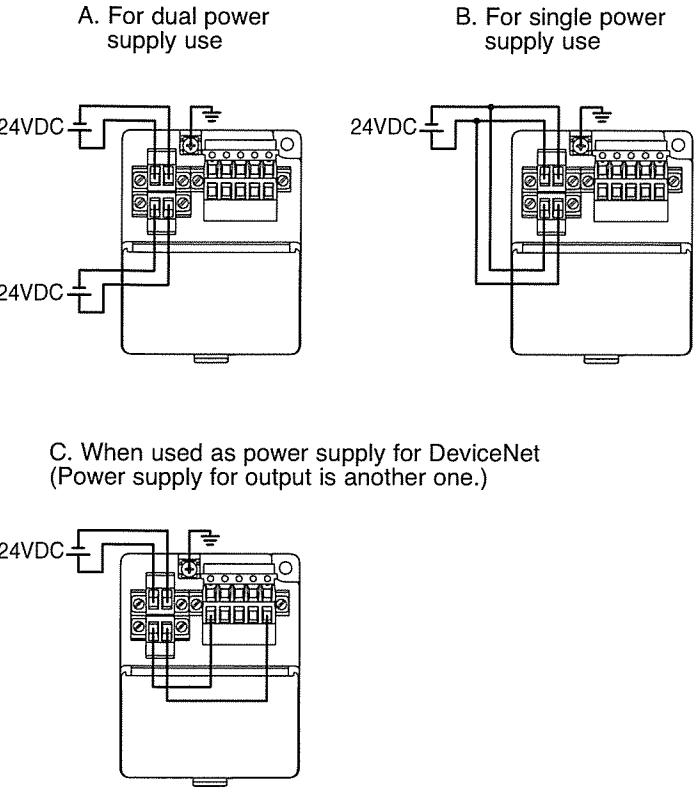 A. For dual power
supply use
B. For single power
supply use
24VDC
24VDC
24VDC
C. When used as power supply for DeviceNet
(Power supply for output is another one.)
24VDC